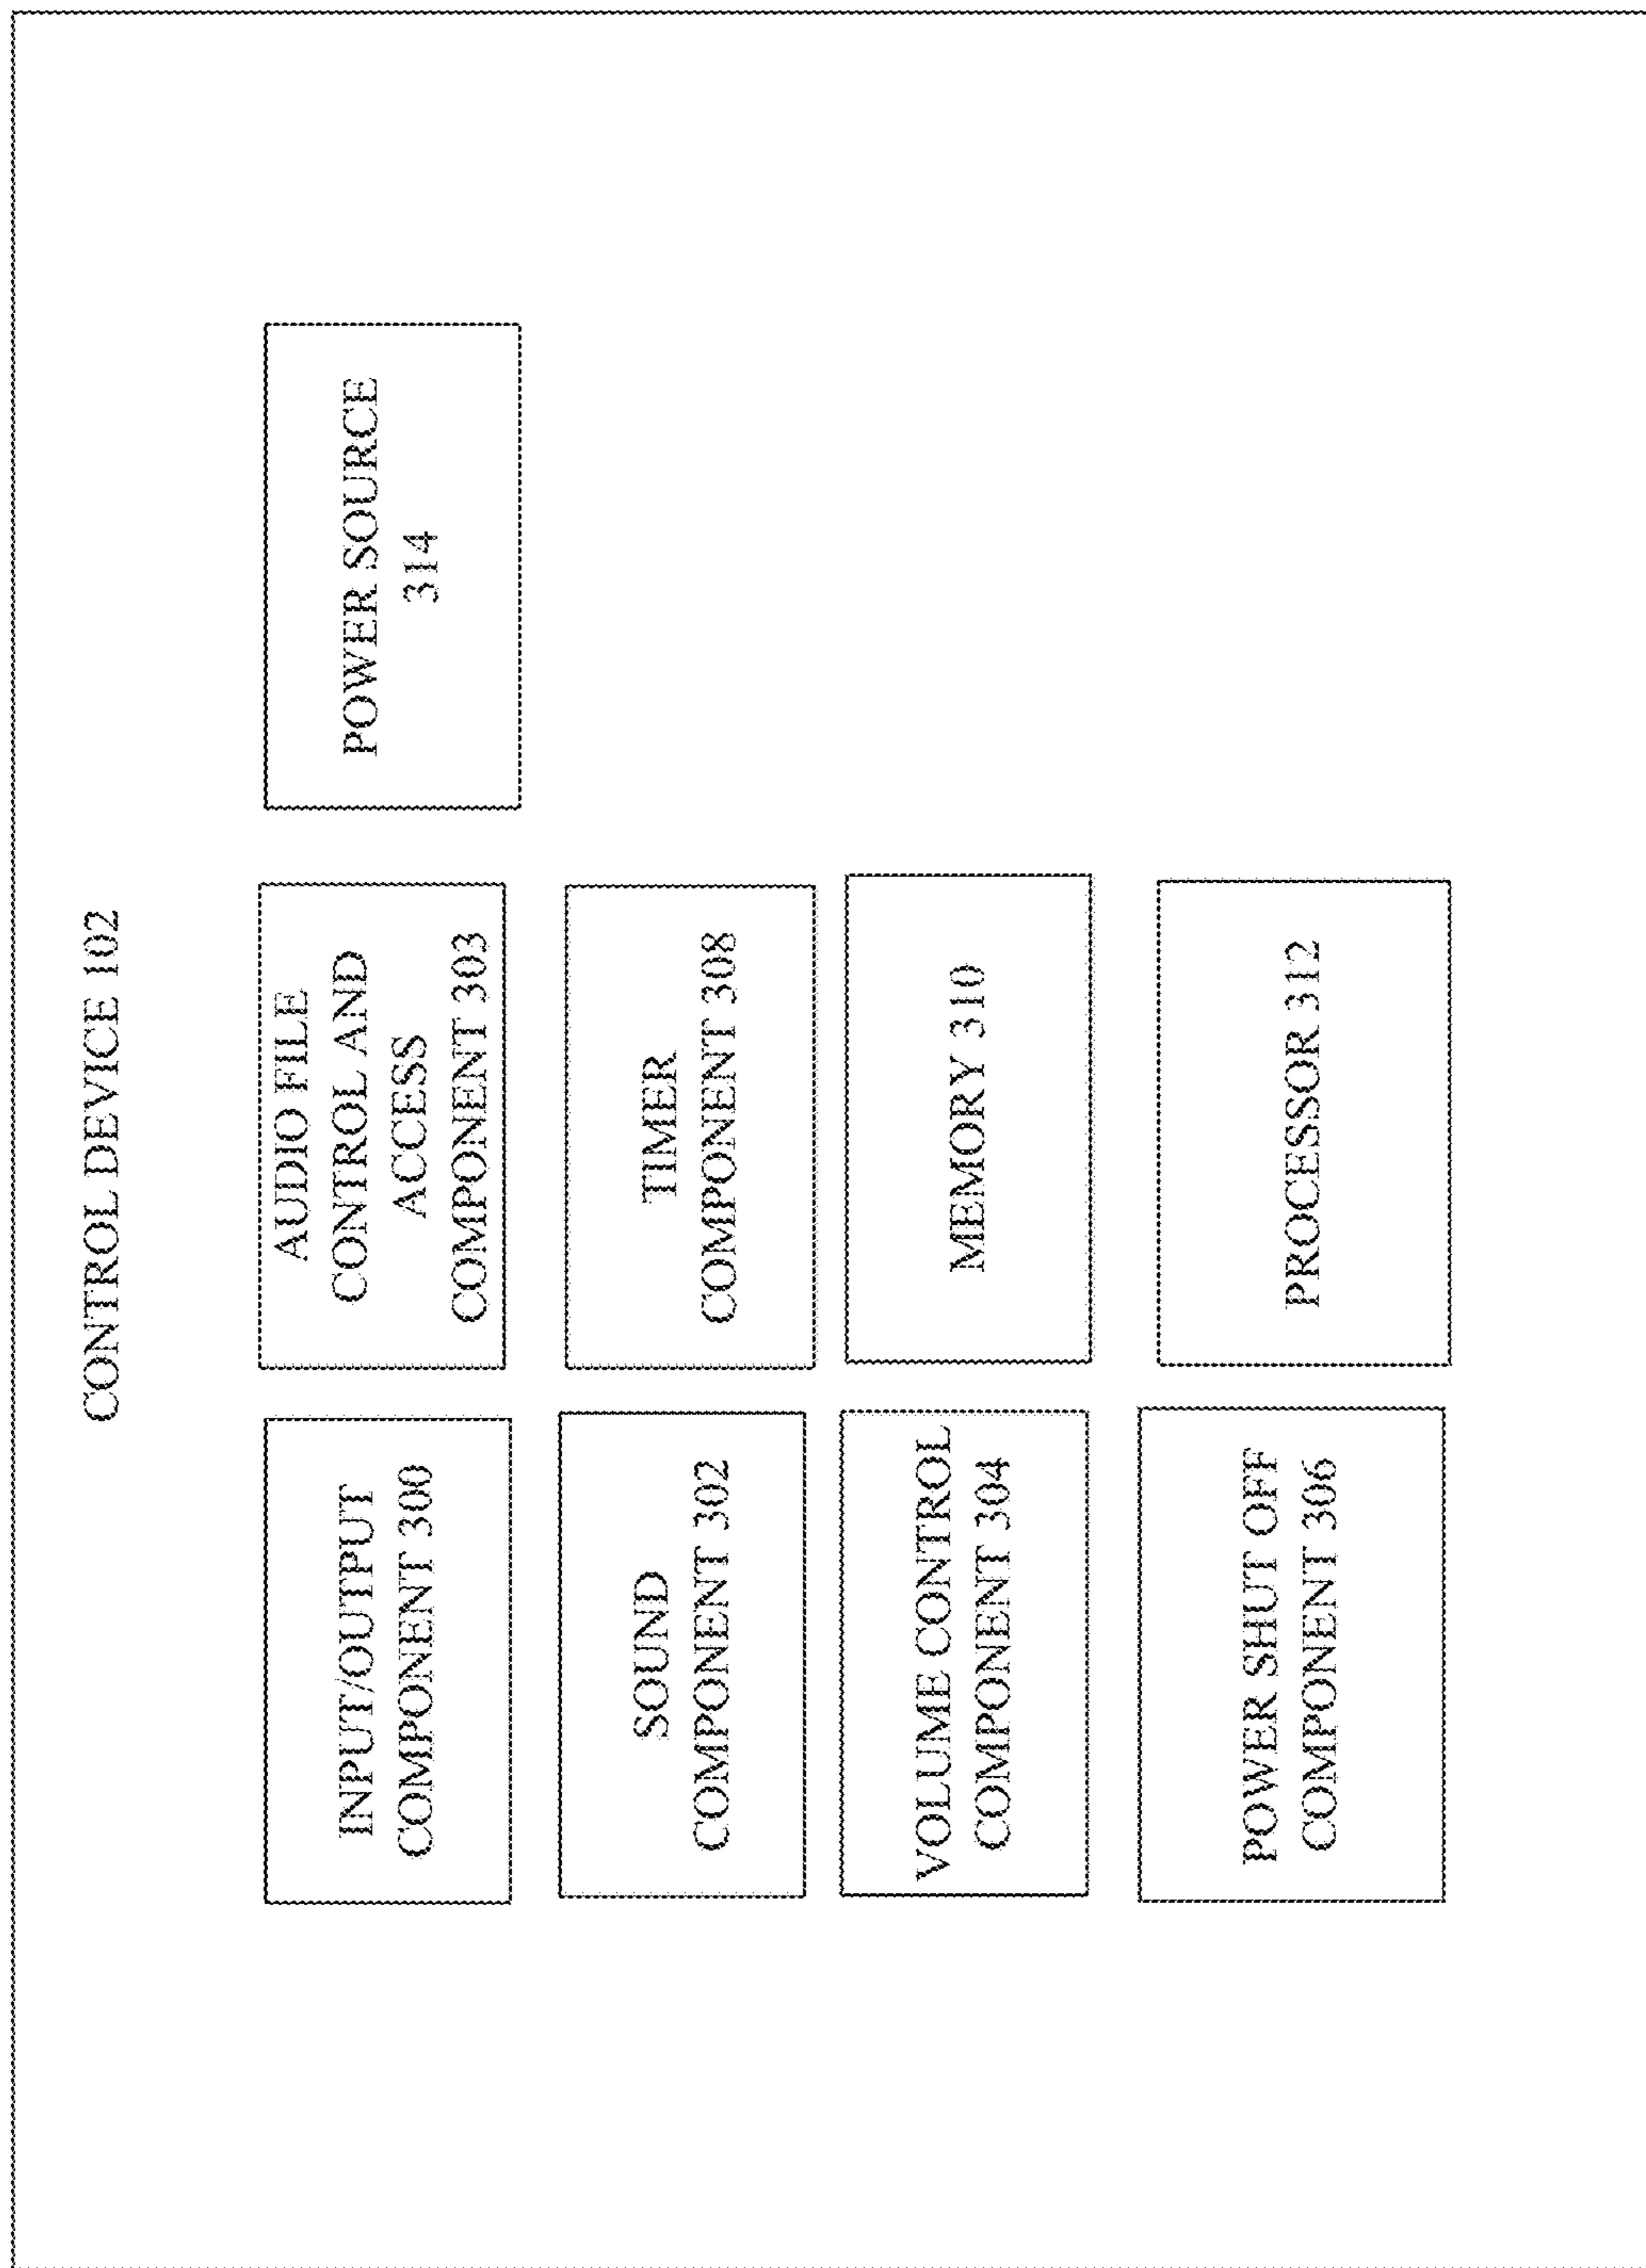 CONTROL DEVICE 102
INPUT/OUTPUT
COMPONENT 300
SOUND
COMPONENT 302
VOLUME CONTROL
COMPONENT 304
POWER SHUT OFF
COMPONENT 306
AUDIO FILE
CONTROL AND
ACCESS
COMPONENT 303
TIMER
COMPONENT 308
MEMORY 310
PROCESSOR 312
POWER SOURCE
314